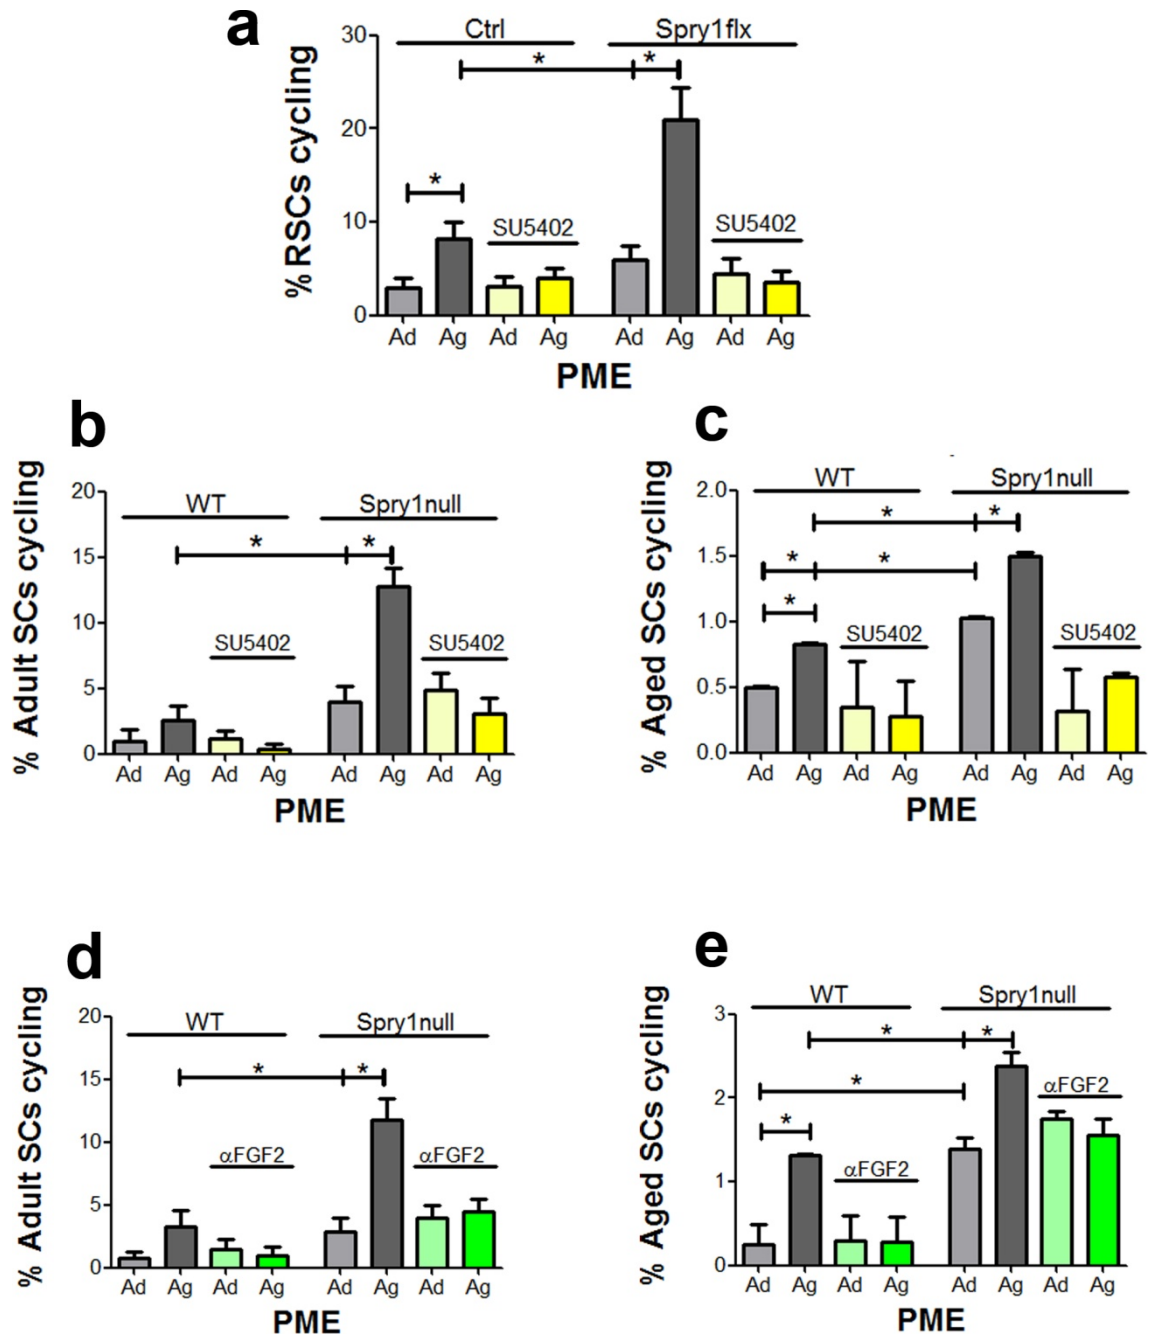 a
Ctrl
Spry1flx
30
20
10
0
% RSCs cycling
*
*
*
SU5402
SU5402
Ad Ag Ad Ag Ad Ag Ad Ag
PME
b
WT
Spry1null
20
15
10
5
0
% Adult SCs cycling
*
*
SU5402
SU5402
Ad Ag Ad Ag Ad Ag Ad Ag
PME
c
WT
Spry1null
2.0
1.5
1.0
0.5
0.0
% Aged SCs cycling
*
*
*
*
*
SU5402
SU5402
Ad Ag Ad Ag Ad Ag Ad Ag
PME
d
WT
Spry1null
20
15
10
5
0
% Adult SCs cycling
*
*
αFGF2
αFGF2
Ad Ag Ad Ag Ad Ag Ad Ag
PME
e
WT
Spry1null
3
2
1
0
% Aged SCs cycling
*
*
*
*
αFGF2
αFGF2
Ad Ag Ad Ag Ad Ag Ad Ag
PME